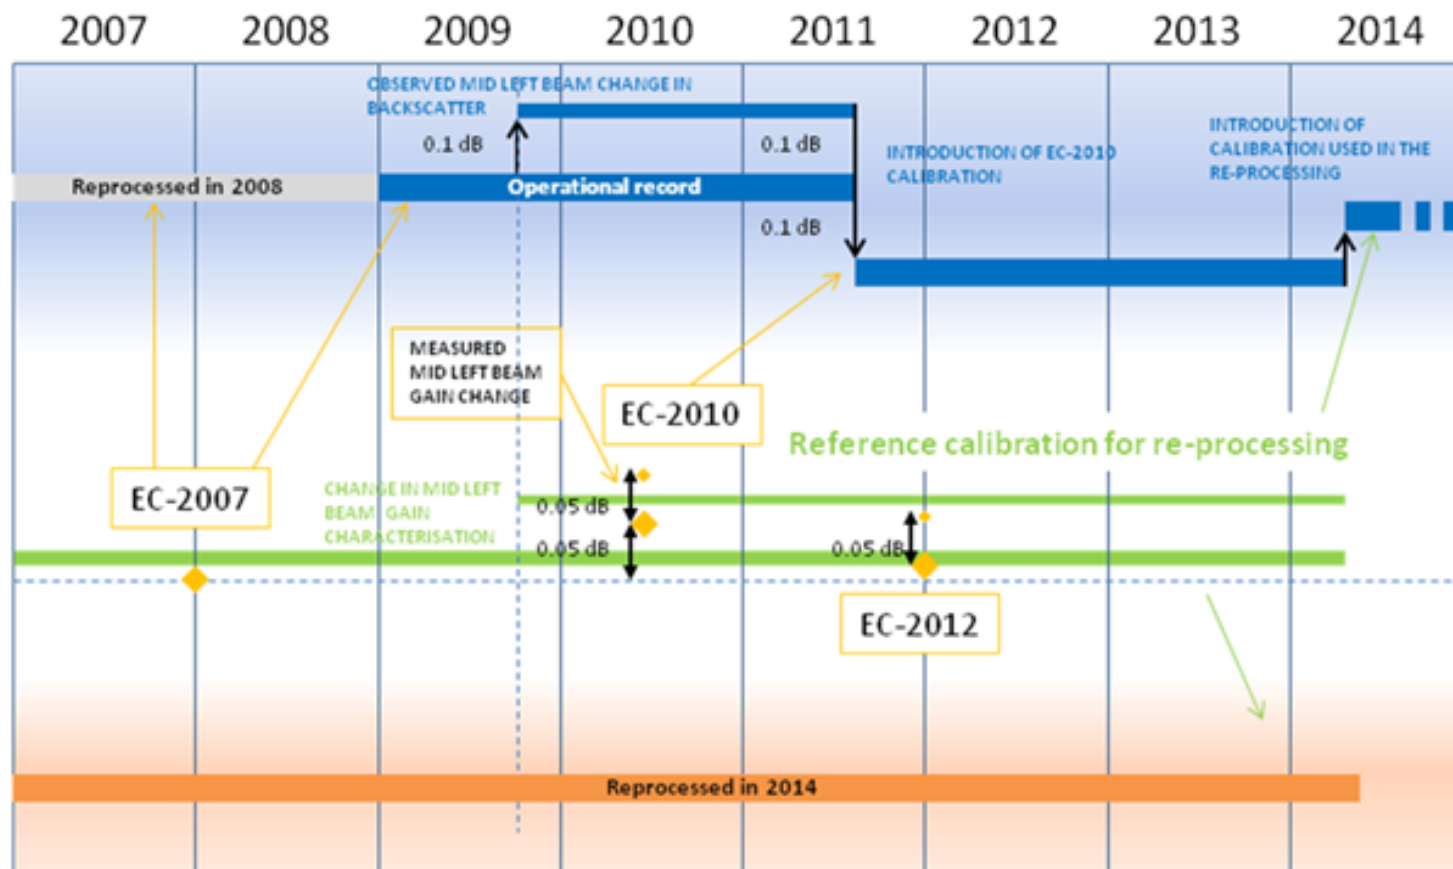 2007 2008 2009 2010 2011 2012 2013 2014
OBSERVED MID LEFT BEAM CHANGE IN
BACKSCATTER
0.1 dB
0.1 dB
INTRODUCTION OF EC-2010
CALIBRATION
INTRODUCTION OF
CALIBRATION USED IN THE
RE-PROCESSING
Reprocessed in 2008
Operational record
0.1 dB
MEASURED
MID LEFT BEAM
GAIN CHANGE
EC-2010
Reference calibration for re-processing
EC-2007
CHANGE IN MID LEFT
BEAM GAIN
CHARACTERISATION
0.05 dB
0.05 dB
0.05 dB
EC-2012
Reprocessed in 2014